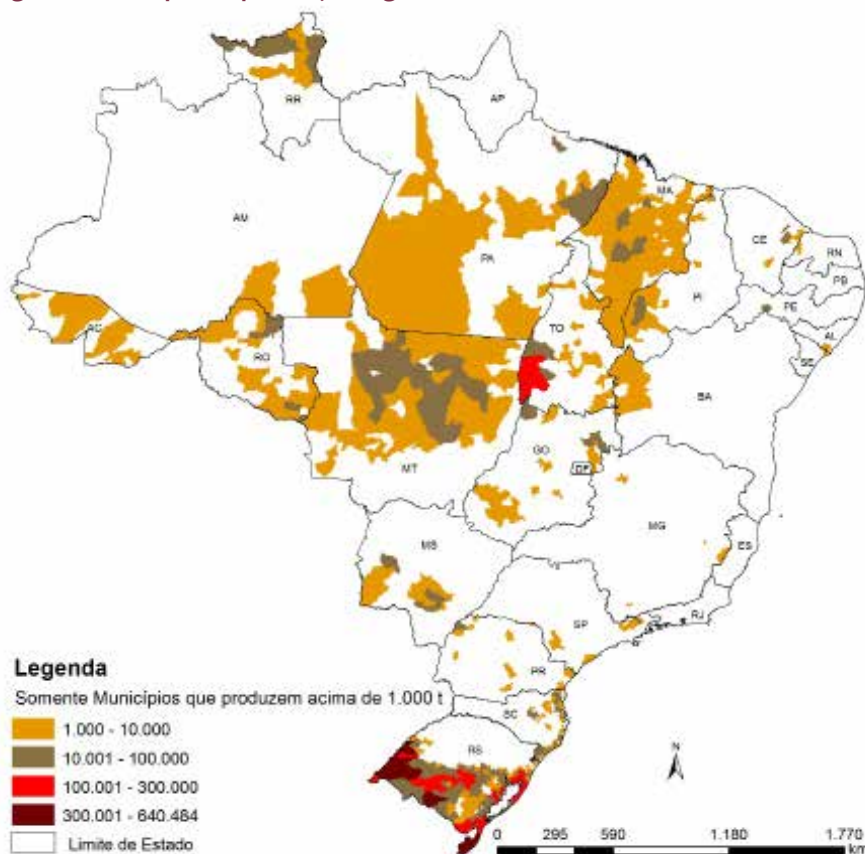 RR
AP
AM
PA
MA
CE
RN
PB
PI
PE
AL
SE
AC
RO
TO
BA
MT
GO
DF
MG
ES
MS
SP
RJ
PR
SC
RS
N
Legenda
Somente Municípios que produzem acima de 1.000 t
1.000 - 10.000
10.001 - 100.000
100.001 - 300.000
300.001 - 640.484
Limite de Estado
0 295 590 1.180 1.770
km